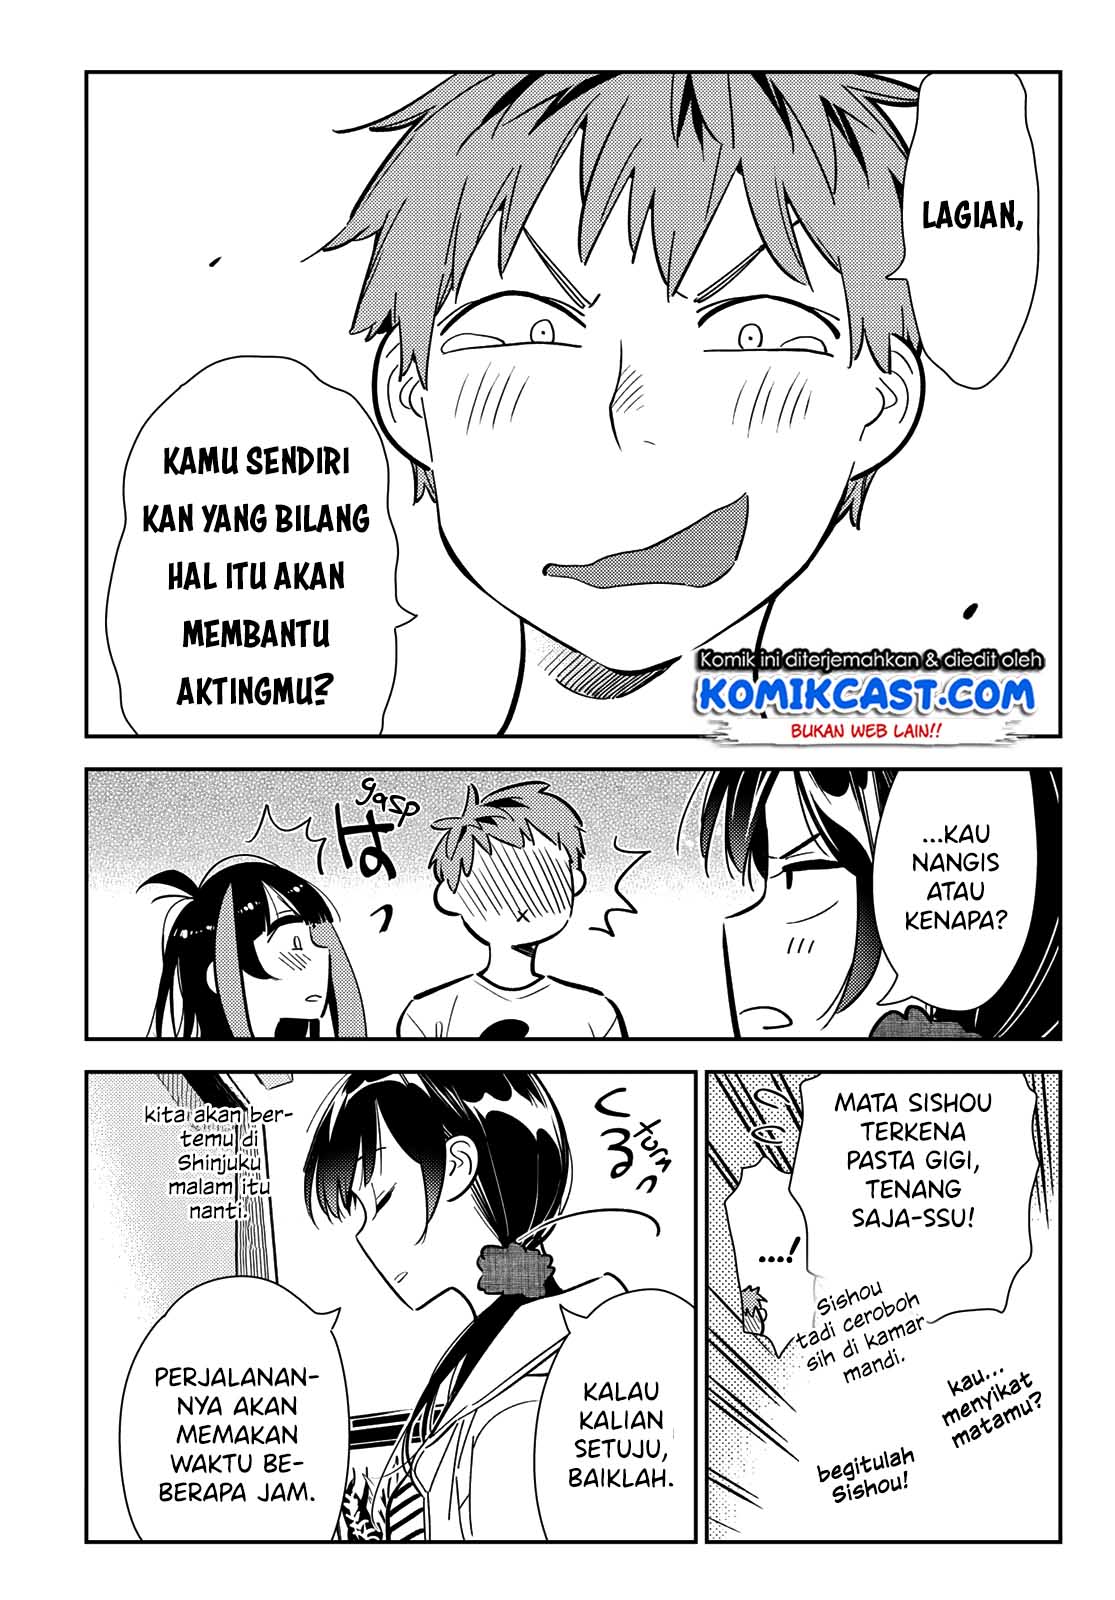 LAGIAN,
KAMU SENDIRI
KAN YANG BILANG
HAL ITU AKAN
MEMBANTU
AKTINGMU?
Komik ini diterjemahkan & diedit oleh
KOMIKCAST.COM
BUKAN WEB LAIN!!
...KAU
NANGIS
ATAU
KENAPA?
gasp
は
MATA SISHOU
TERKENA
PASTA GIGI,
TENANG
SAJA-SSU!
....!
Sishou
tadi ceroboh
sih di kamar
mandi.
kau...
menyikat
matamu?
begitulah
Sishou!
turn
る
KALAU
KALIAN
SETUJU,
BAIKLAH.
kita akan ber-
temu di
Shinjuku
malam itu
nanti.
PERJALANAN-
NYA AKAN
MEMAKAN
WAKTU BE-
BERAPA JAM.